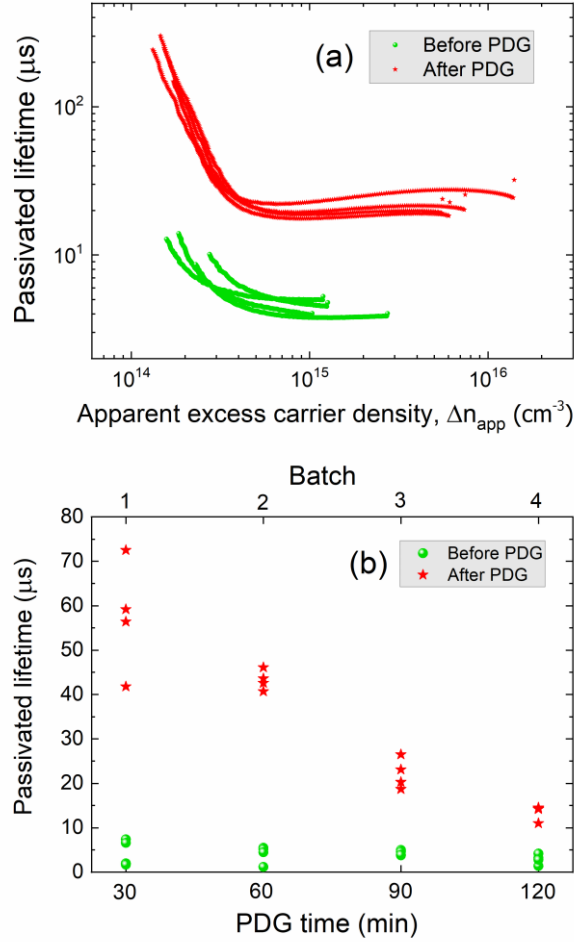 (a)
Before PDG
After PDG
Passivated lifetime (μs)
10²
10¹
10¹⁴
10¹⁵
10¹⁶
Apparent excess carrier density, Δnapp (cm⁻³)
Batch
1
2
3
4
(b)
Before PDG
After PDG
Passivated lifetime (μs)
80
70
60
50
40
30
20
10
0
30
60
90
120
PDG time (min)